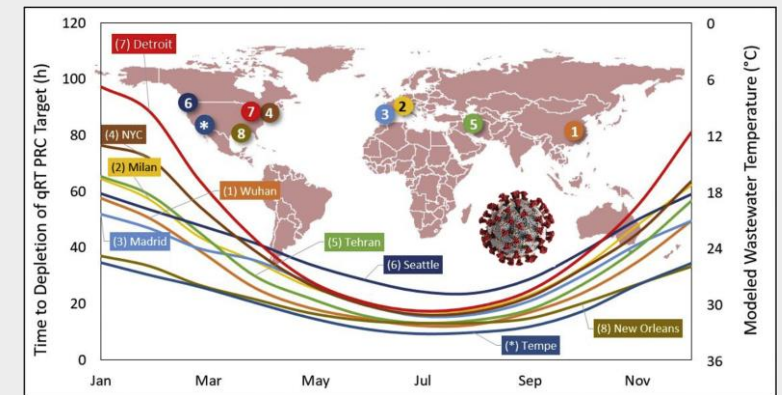 120
100
80
60
40
20
0
Time to Depletion of qRT PRC Target (h)
(7) Detroit
(4) NYC
(2) Milan
(1) Wuhan
(3) Madrid
(5) Tehran
(6) Seattle
(8) New Orleans
(*) Tempe
6
*
7
4
8
3
2
5
1
0
6
12
18
24
30
36
Modeled Wastewater Temperature (°C)
Jan Mar May Jul Sep Nov